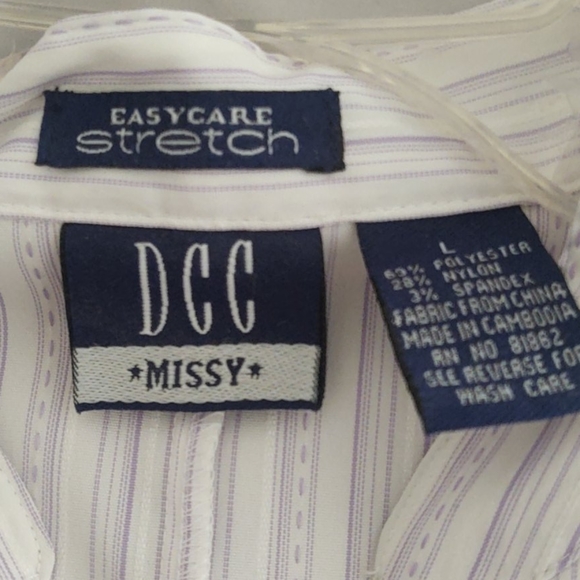 EASYCARE
stretch
DCC
*MISSY*
L
69% POLYESTER
28% NYLON
3% SPANDEX
FABRIC FROM CHINA
MADE IN CAMBODIA
RN NO 81862
SEE REVERSE FO
WASH CARE